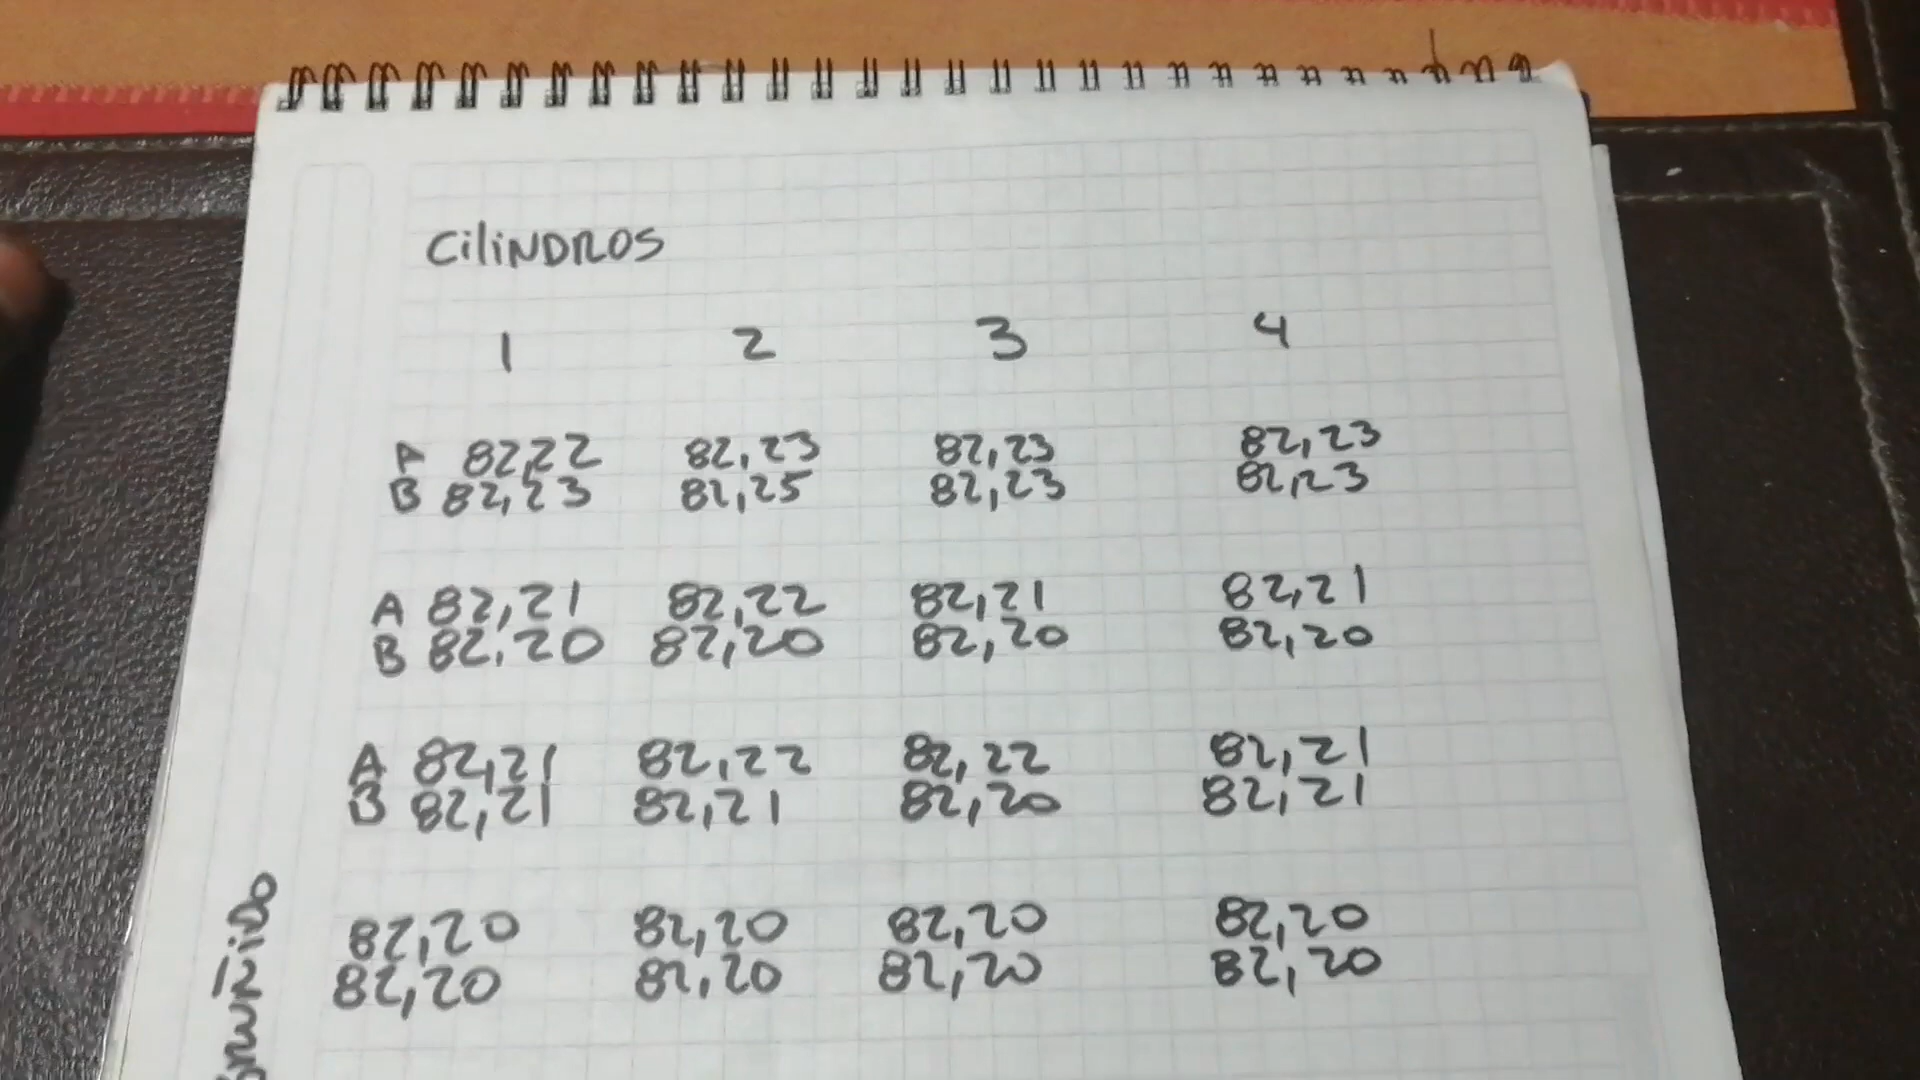 CiliNDROS
1 2 3 4
A 82,22 82,23 82,23 82,23
B 82,23 82,25 82,23 82,23
A 82,21 82,22 82,21 82,21
B 82,20 82,20 82,20 82,20
A 82,21 82,22 82,22 82,21
B 82,21 82,21 82,20 82,21
82,20 82,20 82,20 82,20
82,20 82,20 82,20 82,20